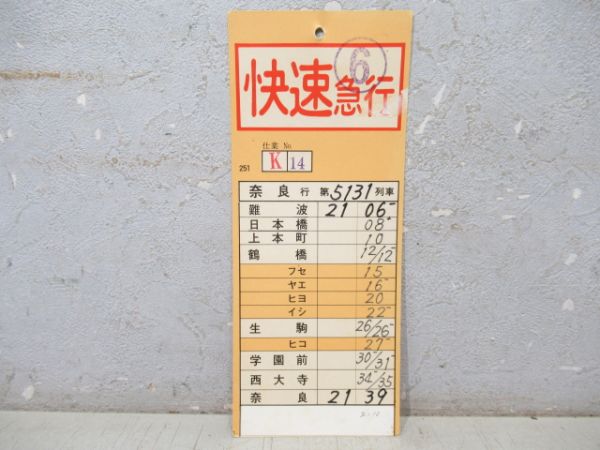 6
快速急行
仕業 No
251 K 14
奈良行 第5131列車
難波 21 06-
日本橋 08+
上本町 10
鶴橋 12/12-
フセ 15
ヤエ 16-
ヒヨ 20
イシ 22-
生駒 26/26-
ヒコ 27-
学園前 30-/31-
西大寺 34-/35
奈良 21 39